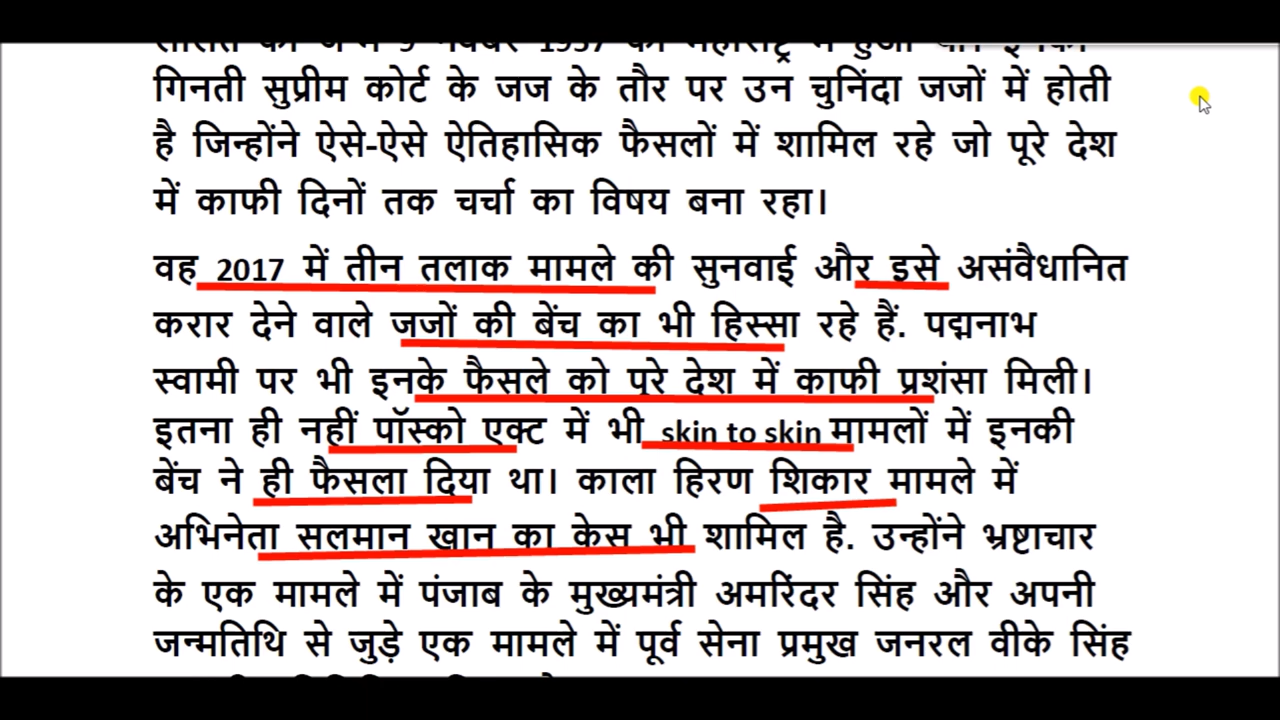 गिनती सुप्रीम कोर्ट के जज के तौर पर उन चुनिंदा जजों में होती
है जिन्होंने ऐसे-ऐसे ऐतिहासिक फैसलों में शामिल रहे जो पूरे देश
में काफी दिनों तक चर्चा का विषय बना रहा।
वह 2017 में तीन तलाक मामले की सुनवाई और इसे असंवैधानित
करार देने वाले जजों की बेंच का भी हिस्सा रहे हैं. पद्मनाभ
स्वामी पर भी इनके फैसले को पूरे देश में काफी प्रशंसा मिली।
इतना ही नहीं पॉस्को एक्ट में भी skin to skin मामलों में इनकी
बेंच ने ही फैसला दिया था। काला हिरण शिकार मामले में
अभिनेता सलमान खान का केस भी शामिल है. उन्होंने भ्रष्टाचार
के एक मामले में पंजाब के मुख्यमंत्री अमरिंदर सिंह और अपनी
जन्मतिथि से जुड़े एक मामले में पूर्व सेना प्रमुख जनरल वीके सिंह